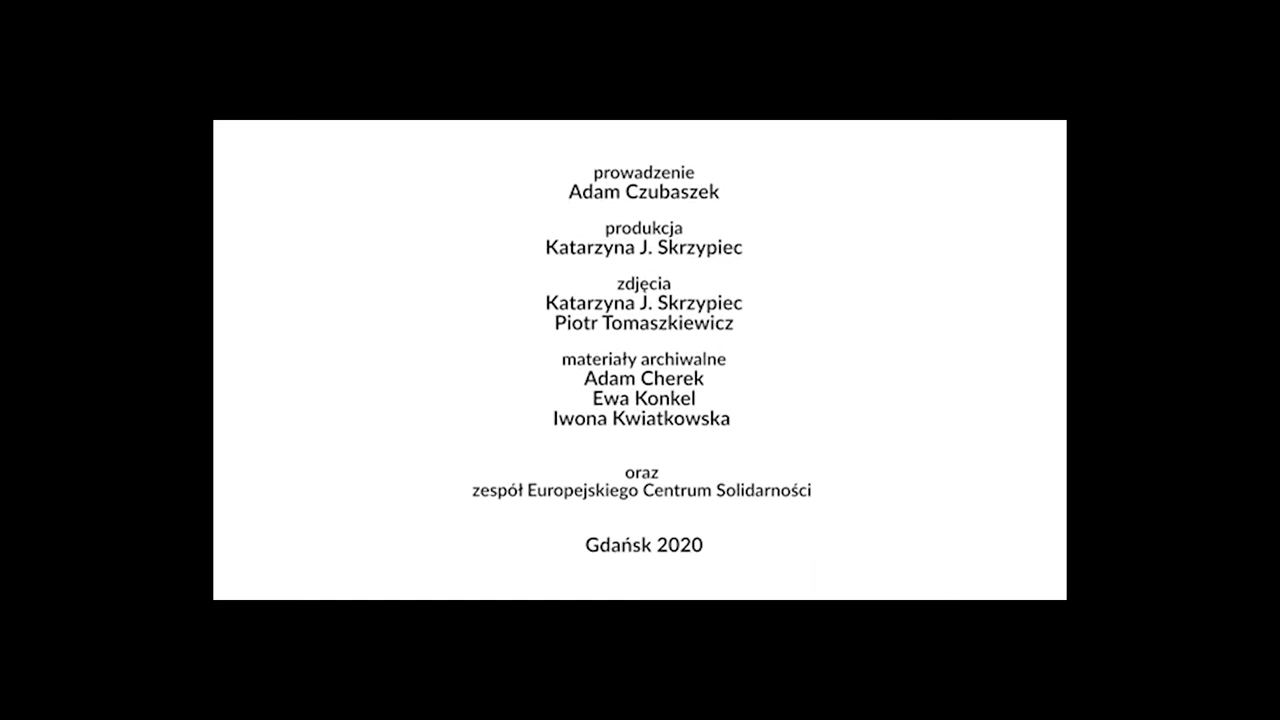 prowadzenie
Adam Czubaszek
produkcja
Katarzyna J. Skrzypiec
zdjęcia
Katarzyna J. Skrzypiec
Piotr Tomaszkiewicz
materiały archiwalne
Adam Cherek
Ewa Konkel
Iwona Kwiatkowska
oraz
zespół Europejskiego Centrum Solidarności
Gdańsk 2020